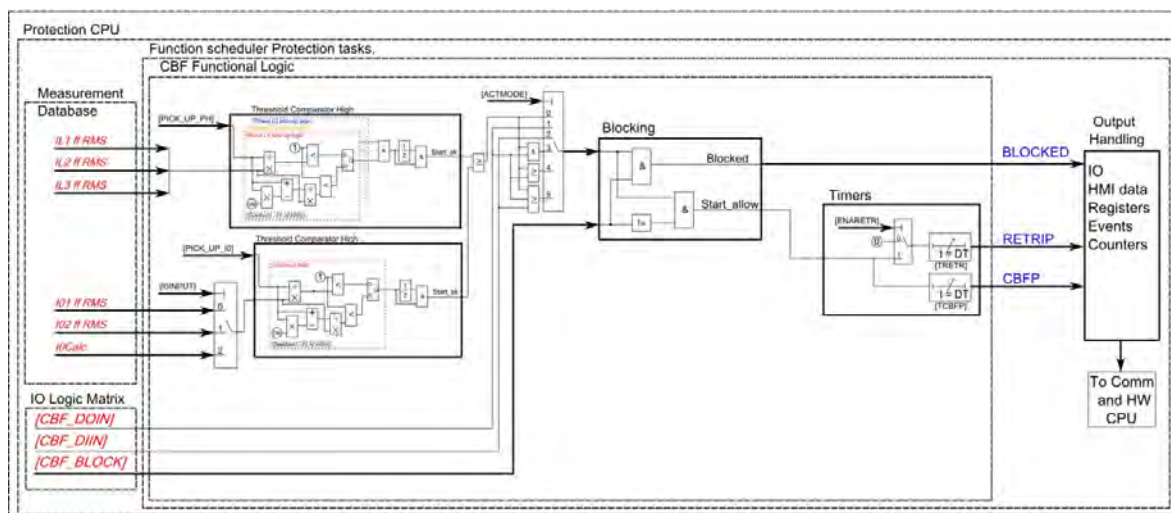 Protection CPU
Function scheduler Protection tasks.
CBF Functional Logic
Measurement
Database
IL1 ff RMS
IL2 ff RMS
IL3 ff RMS
[PICK_UP_PH]
Threshold Comparator High
Start_ok
[ACTMODE]
0
1
2
3
4
5
Blocking
&
Blocked
&
Start_allow
BLOCKED
Output
Handling
IO
HMI data
Registers
Events
Counters
Timers
[ENARETR]
0
1
t = DT
[TRETR]
RETRIP
t = DT
[TCBFP]
CBFP
[PICK_UP_I0]
Threshold Comparator High
Start_ok
[I0INPUT]
I01 ff RMS
I02 ff RMS
I0Calc
0
1
2
To Comm
and HW
CPU
IO Logic Matrix
[CBF_DOIN]
[CBF_DIIN]
[CBF_BLOCK]